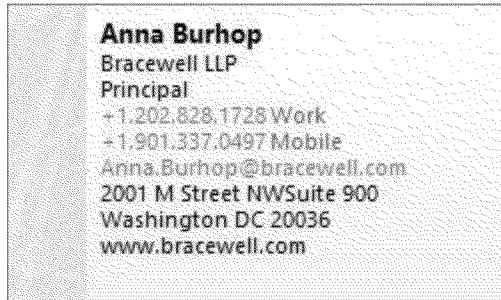 Anna Burhop
Bracewell LLP
Principal
+1.202.828.1728 Work
+1.901.337.0497 Mobile
Anna.Burhop@bracewell.com
2001 M Street NWSuite 900
Washington DC 20036
www.bracewell.com